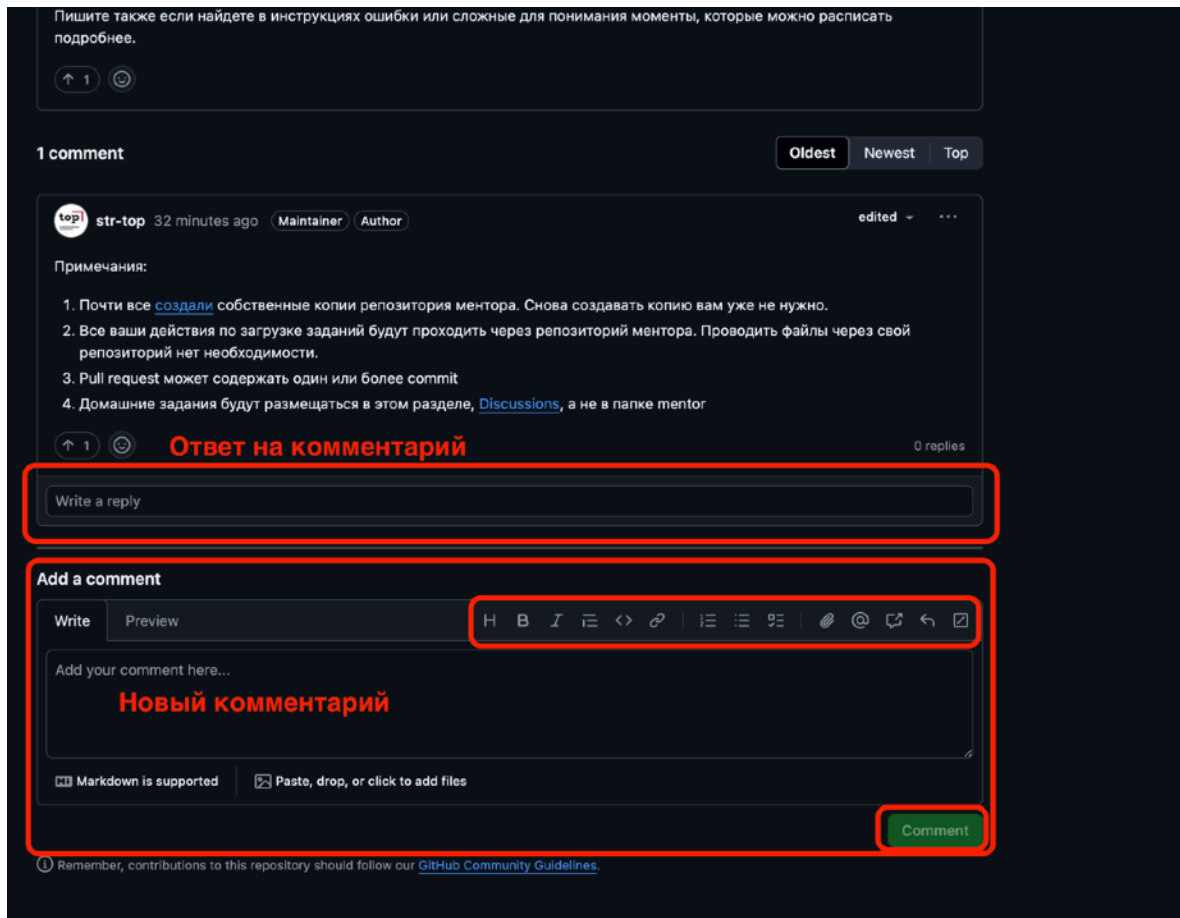 Пишите также если найдете в инструкциях ошибки или сложные для понимания моменты, которые можно расписать
подробнее.
↑ 1
1 comment
Oldest Newest Top
top
str-top 32 minutes ago Maintainer Author edited ...
Примечания:
1. Почти все создали собственные копии репозитория ментора. Снова создавать копию вам уже не нужно.
2. Все ваши действия по загрузке заданий будут проходить через репозиторий ментора. Проводить файлы через свой
репозиторий нет необходимости.
3. Pull request может содержать один или более commit
4. Домашние задания будут размещаться в этом разделе, Discussions, а не в папке mentor
↑ 1 Ответ на комментарий 0 replies
Write a reply
Add a comment
Write Preview H B I
Add your comment here...
Новый комментарий
Markdown is supported Paste, drop, or click to add files
Comment
Remember, contributions to this repository should follow our GitHub Community Guidelines.